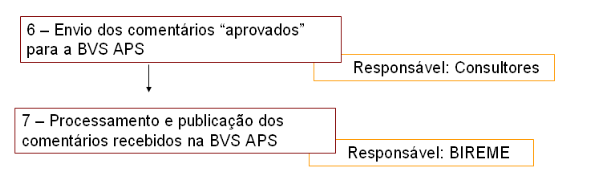 6 – Envio dos comentários “aprovados”
para a BVS APS
Responsável: Consultores
7 – Processamento e publicação dos
comentários recebidos na BVS APS
Responsável: BIREME